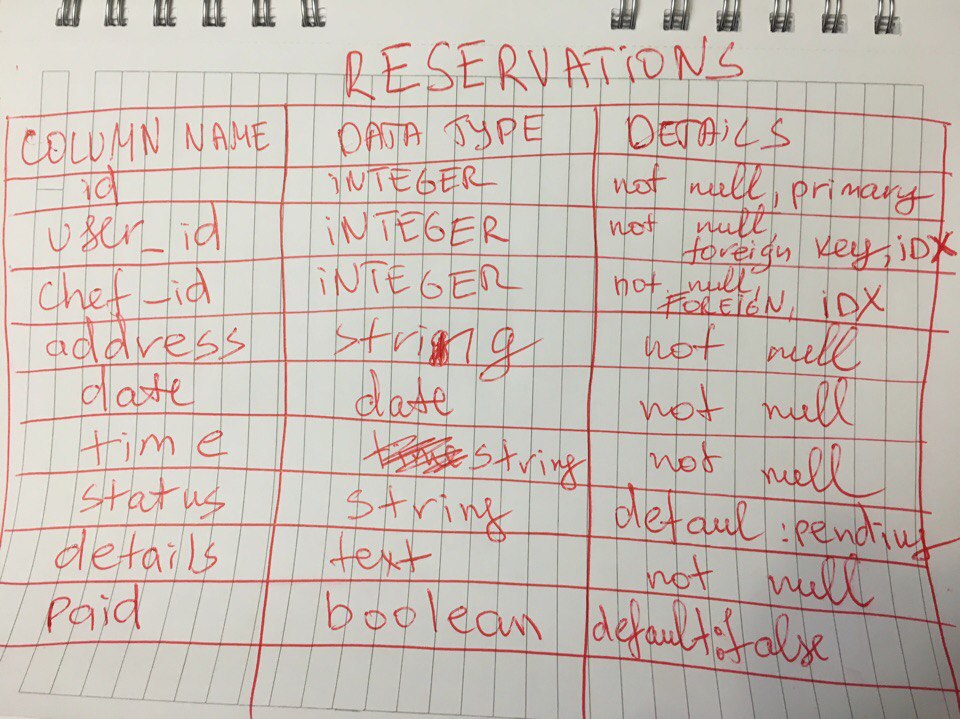 RESERVATIONS
COLUMN NAME DATA TYPE DETAILS
id INTEGER not null, primary
user_id INTEGER not null, foreign key, IDX
chef_id INTEGER not null, FOREIGN, IDX
address string not null
date date not null
time string not null
status string defaul :pending
details text not null
paid boolean default: false